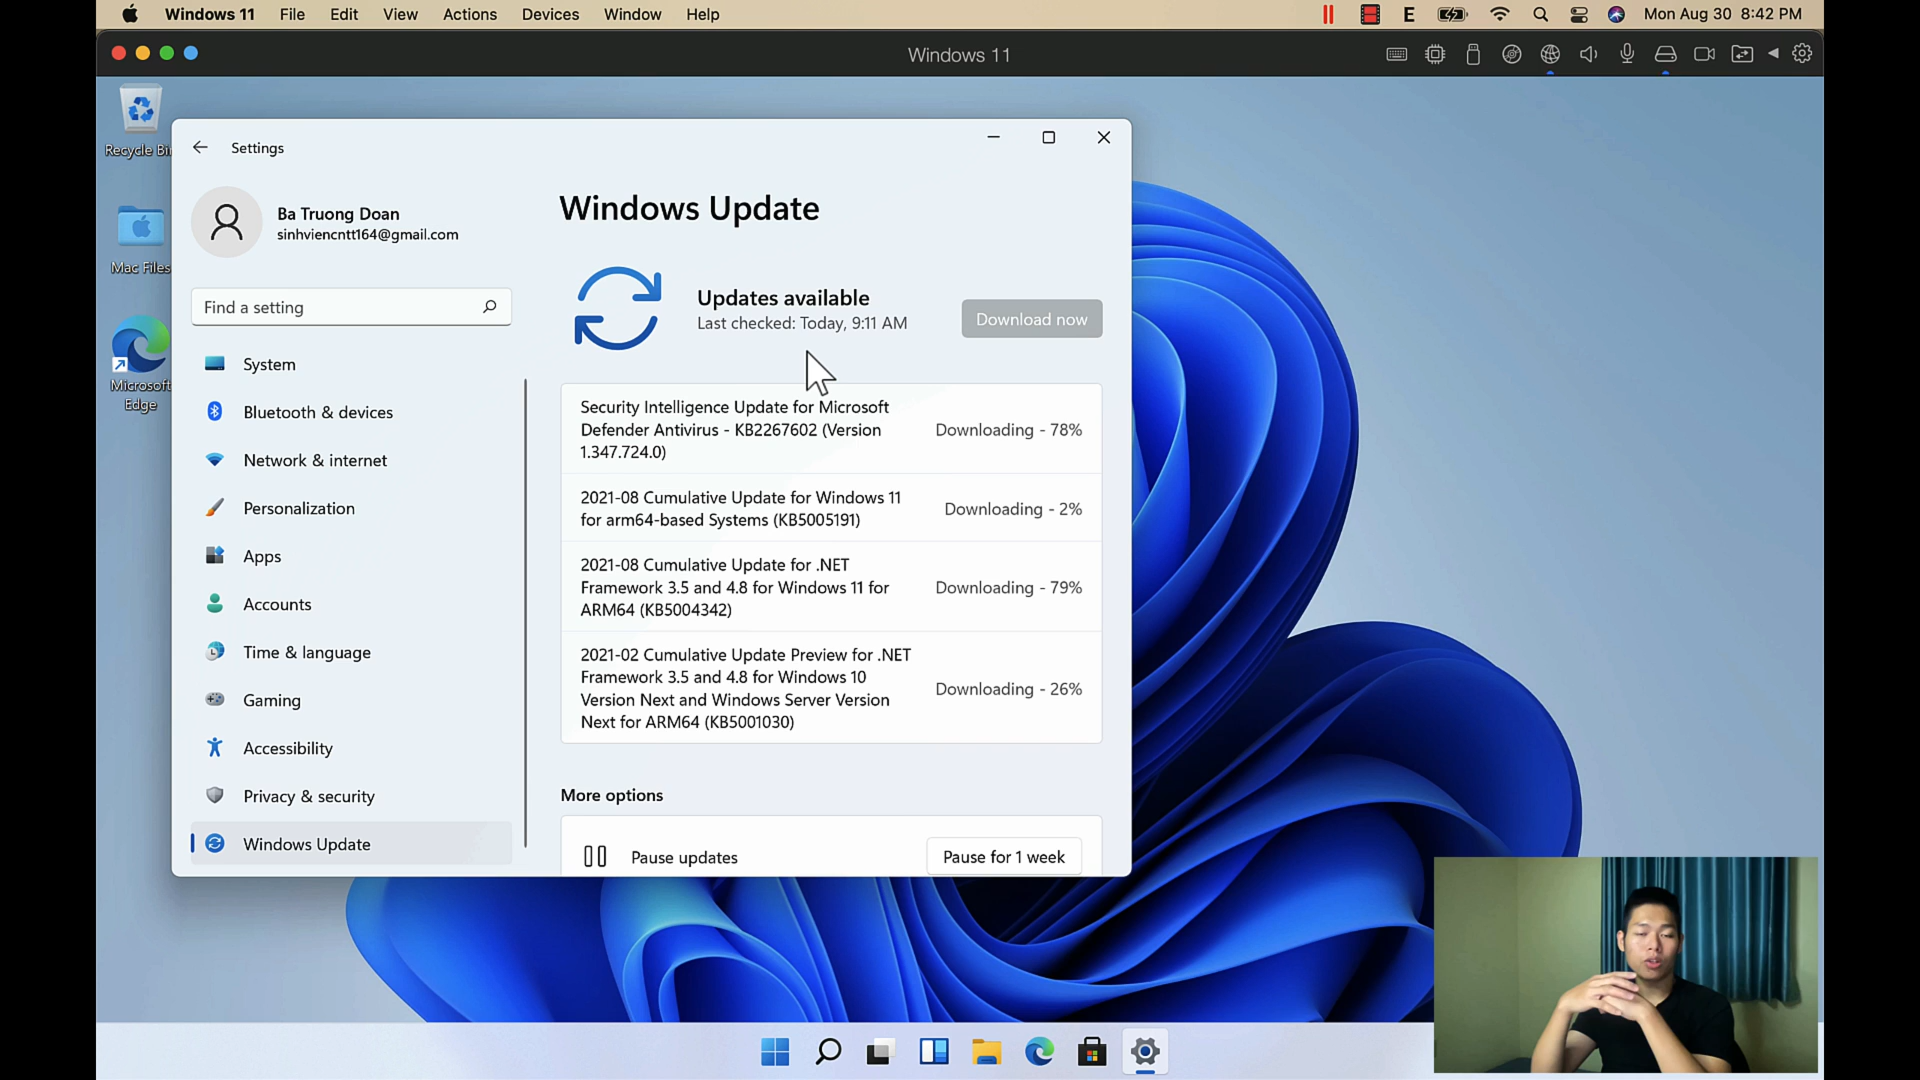 Windows 11 File Edit View Actions Devices Window Help E Mon Aug 30 8:42 PM
Windows 11
Recycle Bi
Mac Files
Microsoft
Edge
Settings
Ba Truong Doan
sinhviencntt164@gmail.com
Find a setting
System
Bluetooth & devices
Network & internet
Personalization
Apps
Accounts
Time & language
Gaming
Accessibility
Privacy & security
Windows Update
Windows Update
Updates available
Last checked: Today, 9:11 AM
Download now
Security Intelligence Update for Microsoft
Defender Antivirus - KB2267602 (Version
1.347.724.0)
Downloading - 78%
2021-08 Cumulative Update for Windows 11
for arm64-based Systems (KB5005191)
Downloading - 2%
2021-08 Cumulative Update for .NET
Framework 3.5 and 4.8 for Windows 11 for
ARM64 (KB5004342)
Downloading - 79%
2021-02 Cumulative Update Preview for .NET
Framework 3.5 and 4.8 for Windows 10
Version Next and Windows Server Version
Next for ARM64 (KB5001030)
Downloading - 26%
More options
Pause updates
Pause for 1 week